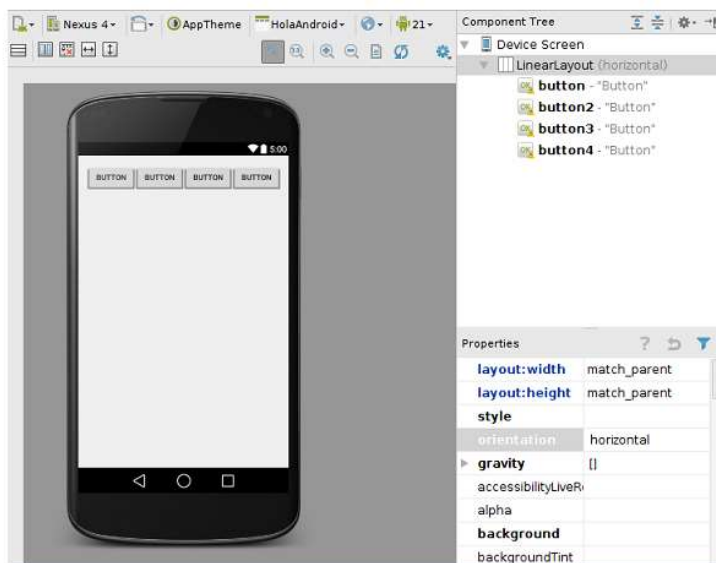 Nexus 4 AppTheme HolaAndroid 21
Component Tree
Device Screen
LinearLayout (horizontal)
button - "Button"
button2 - "Button"
button3 - "Button"
button4 - "Button"
5:00
BUTTON BUTTON BUTTON BUTTON
Properties
layout:width match_parent
layout:height match_parent
style
orientation horizontal
gravity []
accessibilityLiveRe
alpha
background
backgroundTint